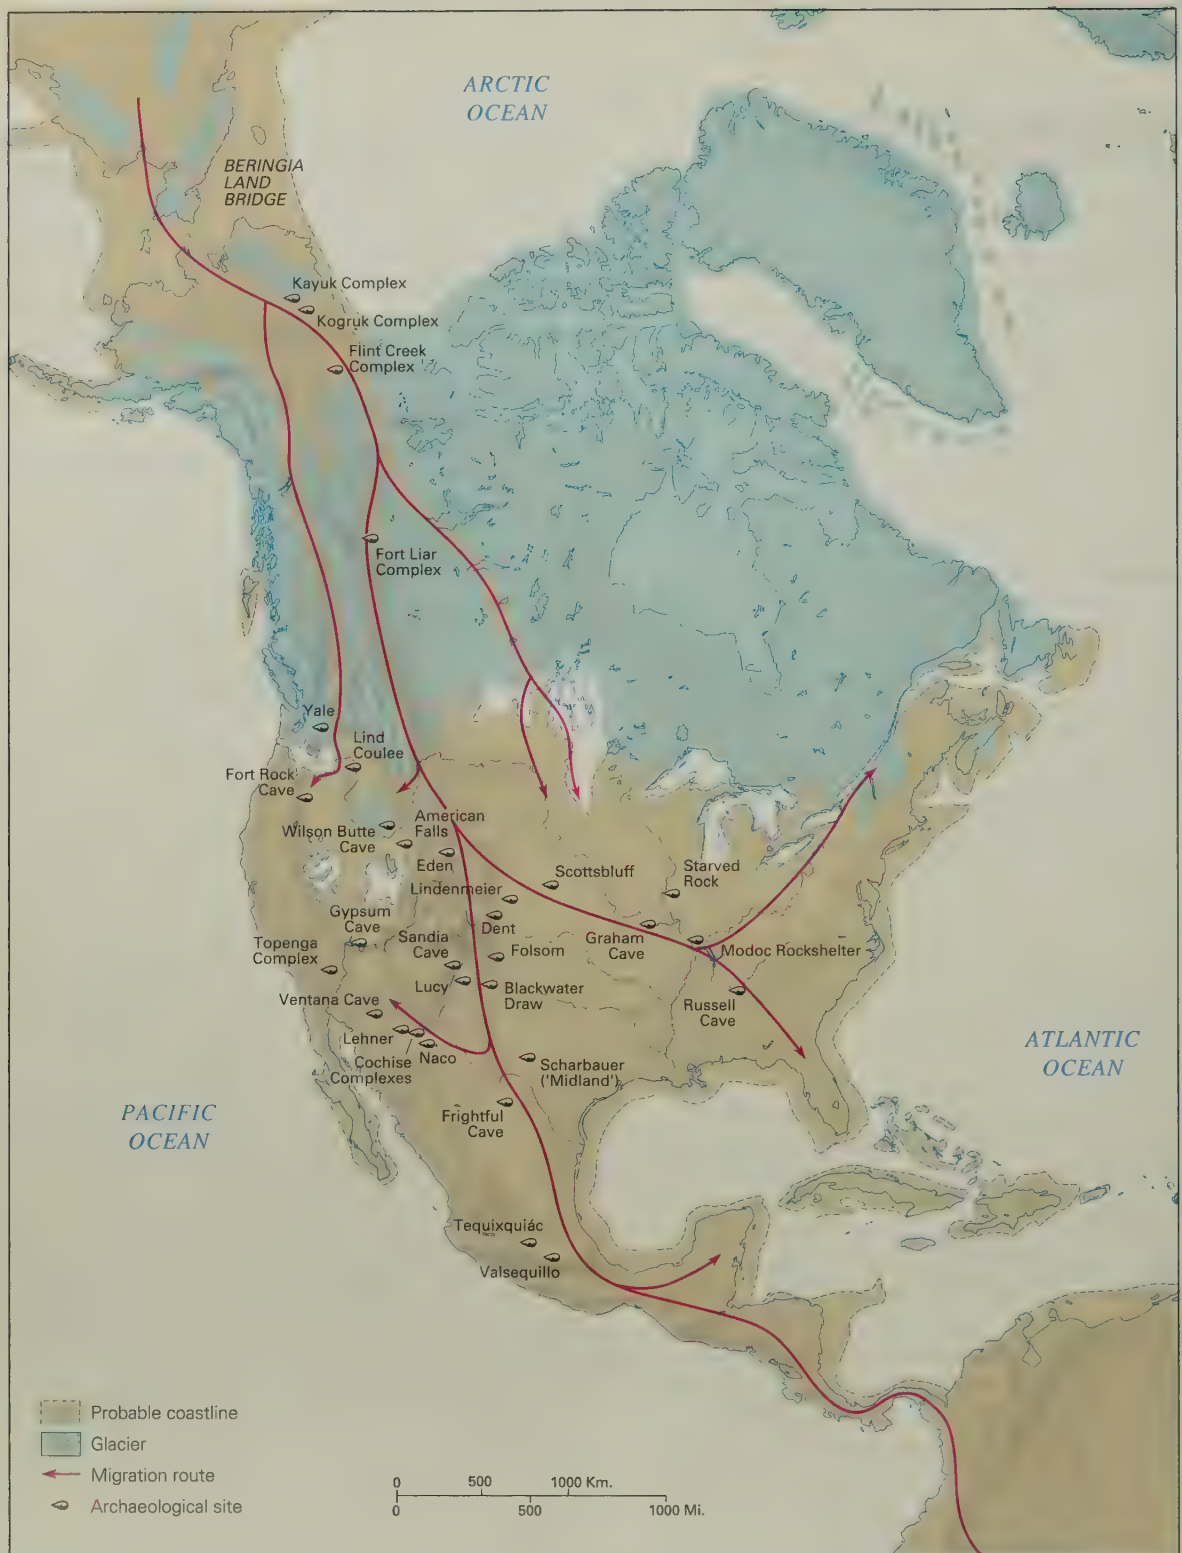 ARCTIC
OCEAN
BERINGIA
LAND
BRIDGE
Kayuk Complex
Kogruk Complex
Flint Creek
Complex
Fort Liar
Complex
Yale
Lind
Coulee
Fort Rock
Cave
American
Falls
Wilson Butte
Cave
Eden
Scottsbluff
Starved
Rock
Lindenmeier
Gypsum
Cave
Dent
Topenga
Complex
Sandia
Cave
Folsom
Graham
Cave
Modoc Rockshelter
Lucy
Blackwater
Draw
Ventana Cave
Russell
Cave
Lehner
Naco
Cochise
Complexes
Scharbauer
('Midland')
ATLANTIC
OCEAN
PACIFIC
OCEAN
Frightful
Cave
Tequixquiác
Valsequillo
Probable coastline
Glacier
Migration route
Archaeological site
0 500 1000 Km.
0 500 1000 Mi.